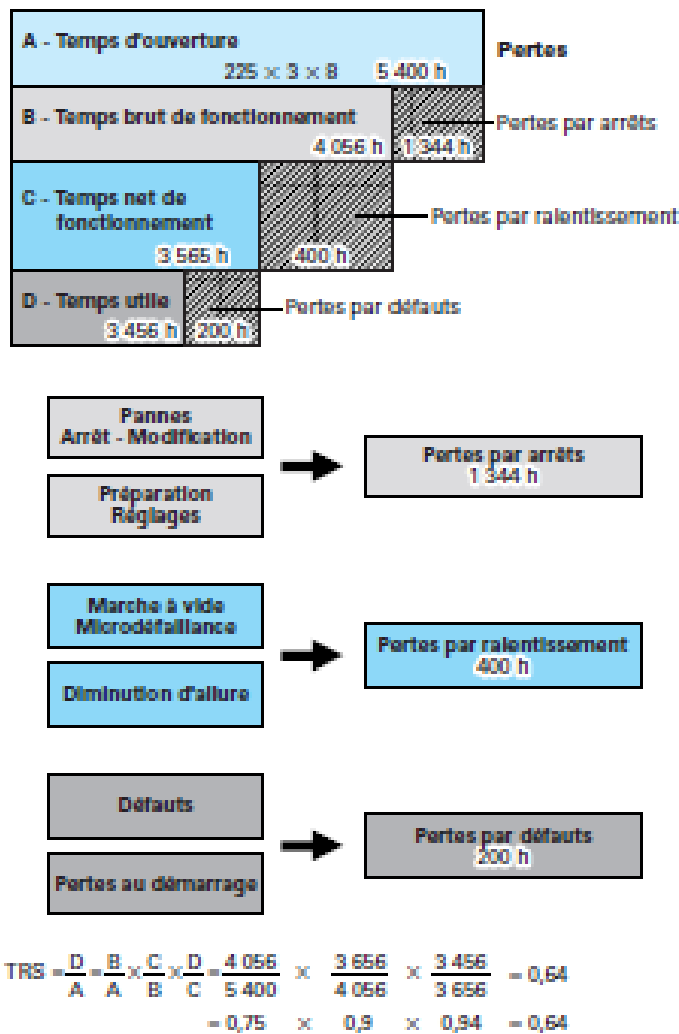 A - Temps d'ouverture
225 × 3 × 8 5 400 h
Pertes
B - Temps brut de fonctionnement
4 056 h 1 344 h
Pertes par arrêts
C - Temps net de
fonctionnement
3 565 h 400 h
Pertes par ralentissement
D - Temps utile
3 456 h 200 h
Pertes par défauts
Pannes
Arrêt - Modification
Préparation
Réglages
Pertes par arrêts
1 344 h
Marche à vide
Microdéfaillance
Diminution d'allure
Pertes par ralentissement
400 h
Défauts
Pertes au démarrage
Pertes par défauts
200 h
TRS = D/A = B/A × C/B × D/C = 4 056/5 400 × 3 656/4 056 × 3 456/3 656 = 0,64
= 0,75 × 0,9 × 0,94 = 0,64